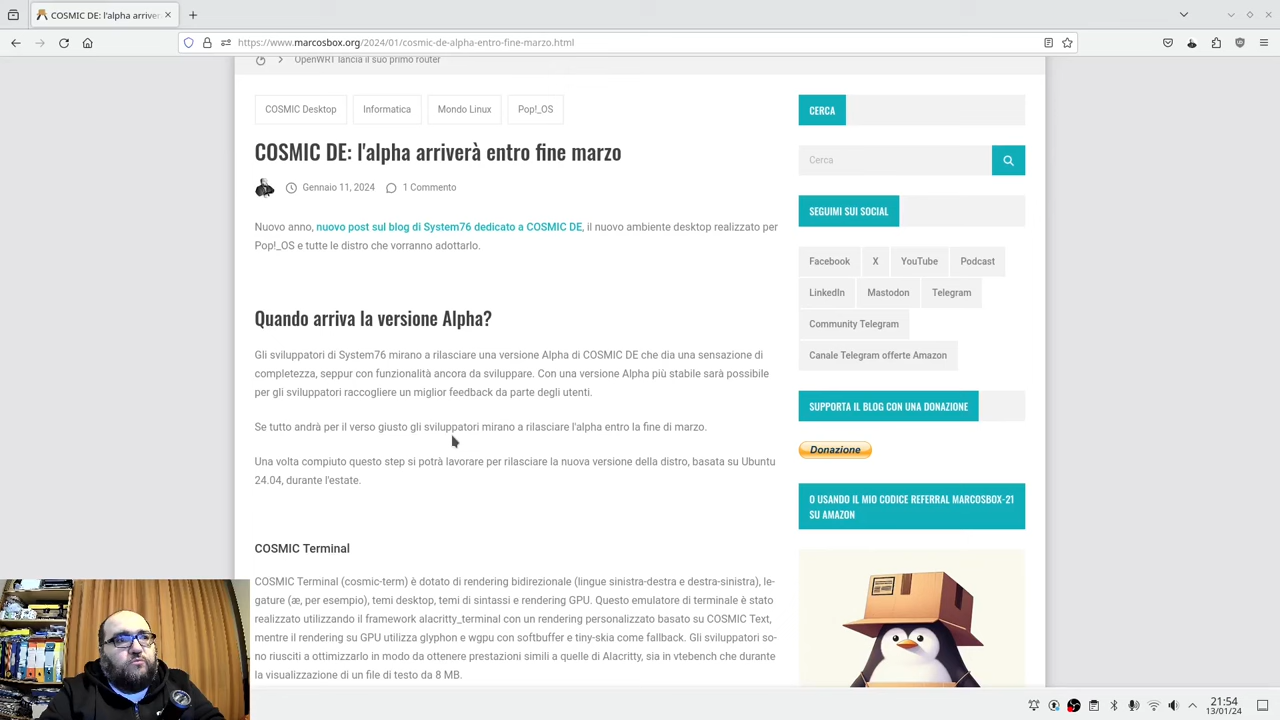 COSMIC DE: l'alpha arriver
https://www.marcosbox.org/2024/01/cosmic-de-alpha-entro-fine-marzo.html
OpenWRT lancia il suo primo router
COSMIC Desktop
Informatica
Mondo Linux
Pop!_OS
COSMIC DE: l'alpha arriverà entro fine marzo
Gennaio 11, 2024
1 Commento
Nuovo anno, nuovo post sul blog di System76 dedicato a COSMIC DE, il nuovo ambiente desktop realizzato per
Pop!_OS e tutte le distro che vorranno adottarlo.
Quando arriva la versione Alpha?
Gli sviluppatori di System76 mirano a rilasciare una versione Alpha di COSMIC DE che dia una sensazione di
completezza, seppur con funzionalità ancora da sviluppare. Con una versione Alpha più stabile sarà possibile
per gli sviluppatori raccogliere un miglior feedback da parte degli utenti.
Se tutto andrà per il verso giusto gli sviluppatori mirano a rilasciare l'alpha entro la fine di marzo.
Una volta compiuto questo step si potrà lavorare per rilasciare la nuova versione della distro, basata su Ubuntu
24.04, durante l'estate.
COSMIC Terminal
COSMIC Terminal (cosmic-term) è dotato di rendering bidirezionale (lingue sinistra-destra e destra-sinistra), le-
gature (æ, per esempio), temi desktop, temi di sintassi e rendering GPU. Questo emulatore di terminale è stato
realizzato utilizzando il framework alacritty_terminal con un rendering personalizzato basato su COSMIC Text,
mentre il rendering su GPU utilizza glyphon e wgpu con softbuffer e tiny-skia come fallback. Gli sviluppatori so-
no riusciti a ottimizzarlo in modo da ottenere prestazioni simili a quelle di Alacritty, sia in vtebench che durante
la visualizzazione di un file di testo da 8 MB.
CERCA
Cerca
SEGUIMI SUI SOCIAL
Facebook
X
YouTube
Podcast
LinkedIn
Mastodon
Telegram
Community Telegram
Canale Telegram offerte Amazon
SUPPORTA IL BLOG CON UNA DONAZIONE
Donazione
O USANDO IL MIO CODICE REFERRAL MARCOSBOX-21
SU AMAZON
21:54
13/01/24